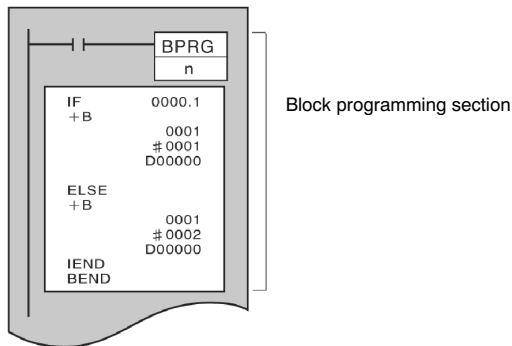 BPRG
n
Block programming section
IF 0000.1
+B
0001
#0001
D00000
ELSE
+B
0001
#0002
D00000
IEND
BEND